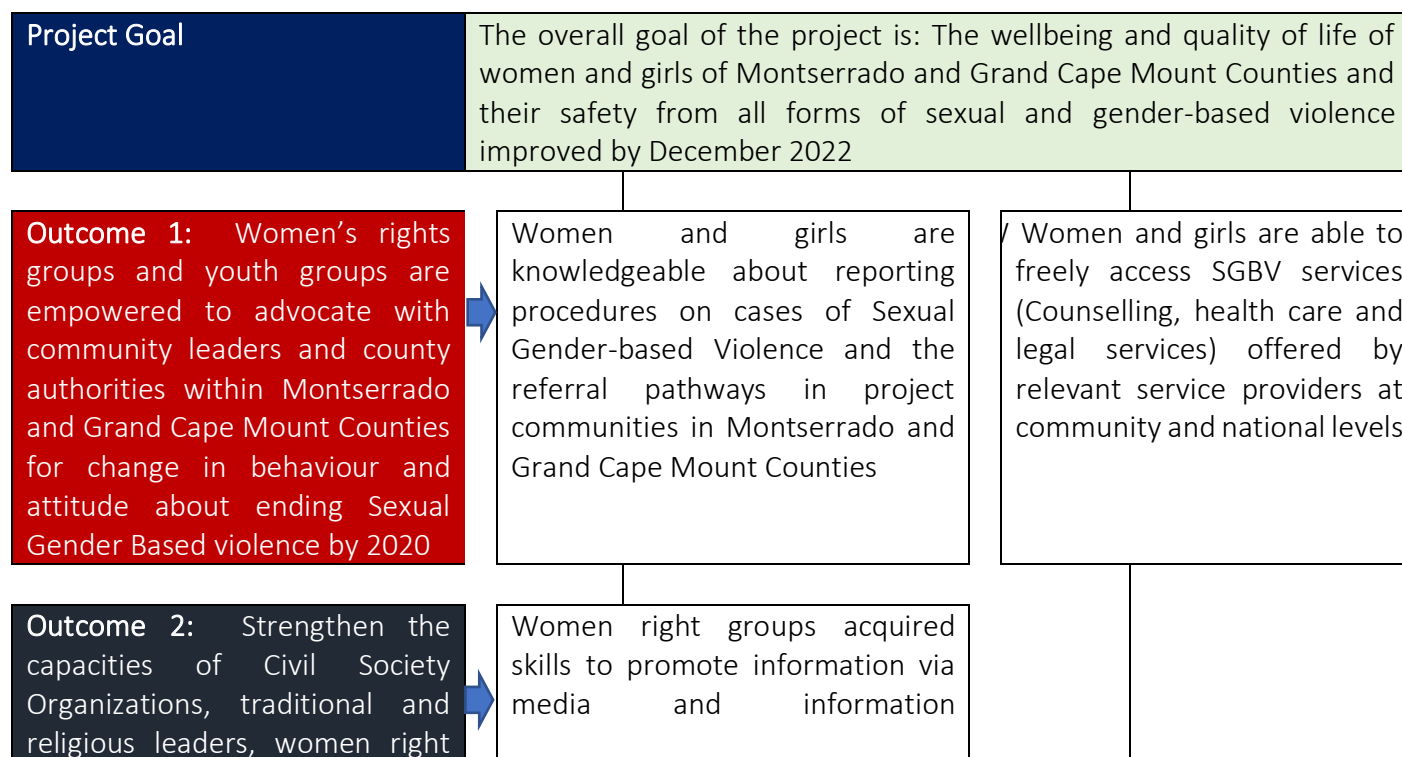 Project Goal
The overall goal of the project is: The wellbeing and quality of life of
women and girls of Montserrado and Grand Cape Mount Counties and
their safety from all forms of sexual and gender-based violence
improved by December 2022
Outcome 1: Women’s rights
groups and youth groups are
empowered to advocate with
community leaders and county
authorities within Montserrado
and Grand Cape Mount Counties
for change in behaviour and
attitude about ending Sexual
Gender Based violence by 2020
Women and girls are
knowledgeable about reporting
procedures on cases of Sexual
Gender-based Violence and the
referral pathways in project
communities in Montserrado and
Grand Cape Mount Counties
/ Women and girls are able to
freely access SGBV services
(Counselling, health care and
legal services) offered by
relevant service providers at
community and national levels
Outcome 2: Strengthen the
capacities of Civil Society
Organizations, traditional and
religious leaders, women right
Women right groups acquired
skills to promote information via
media and information